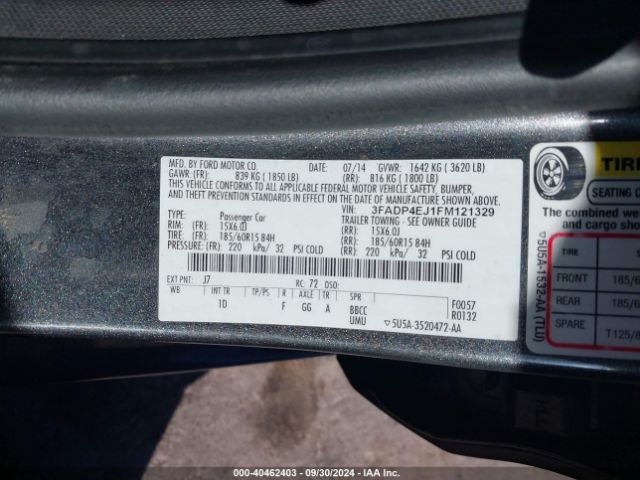 MFD. BY FORD MOTOR CO. DATE: 07/14 GVWR: 1642 KG ( 3620 LB)
GAWR: (FR): 839 KG ( 1850 LB) (RR): 816 KG ( 1800 LB)
THIS VEHICLE CONFORMS TO ALL APPLICABLE FEDERAL MOTOR VEHICLE SAFETY, BUMPER,
AND THEFT PREVENTION STANDARDS IN EFFECT ON THE DATE OF MANUFACTURE SHOWN ABOVE.
VIN: 3FADP4EJ1FM121329
TYPE: Passenger Car TRAILER TOWING - SEE OWNER GUIDE
RIM: 15X6.0J 15X6.0J
TIRE: (FR): 185/60R15 84H (RR): 185/60R15 84H
PRESSURE: (FR): 220 kPa/ 32 PSI COLD (RR): 220 kPa/ 32 PSI COLD
EXT PNT: J7 RC: 72 DSO:
WB INT TR TP/PS R AXLE TR SPR
1D F GG A BBCC F0057
UMU R0132
5U5A-3520472-AA
TIRE
SEATING
The combined we
and cargo shou
TIRE S
FRONT 185/6
REAR 185/6
SPARE T125/8
5U5A-1532-AA (TLU)
000-40462403 - 09/30/2024 - IAA Inc.